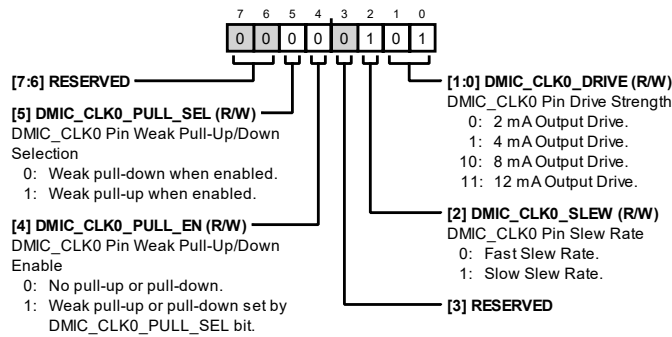 7 6 5 4 3 2 1 0
0 0 0 0 0 1 0 1
[7:6] RESERVED
[5] DMIC_CLK0_PULL_SEL (R/W)
DMIC_CLK0 Pin Weak Pull-Up/Down
Selection
0: Weak pull-down when enabled.
1: Weak pull-up when enabled.
[4] DMIC_CLK0_PULL_EN (R/W)
DMIC_CLK0 Pin Weak Pull-Up/Down
Enable
0: No pull-up or pull-down.
1: Weak pull-up or pull-down set by
DMIC_CLK0_PULL_SEL bit.
[1:0] DMIC_CLK0_DRIVE (R/W)
DMIC_CLK0 Pin Drive Strength
0: 2 mA Output Drive.
1: 4 mA Output Drive.
10: 8 mA Output Drive.
11: 12 mA Output Drive.
[2] DMIC_CLK0_SLEW (R/W)
DMIC_CLK0 Pin Slew Rate
0: Fast Slew Rate.
1: Slow Slew Rate.
[3] RESERVED